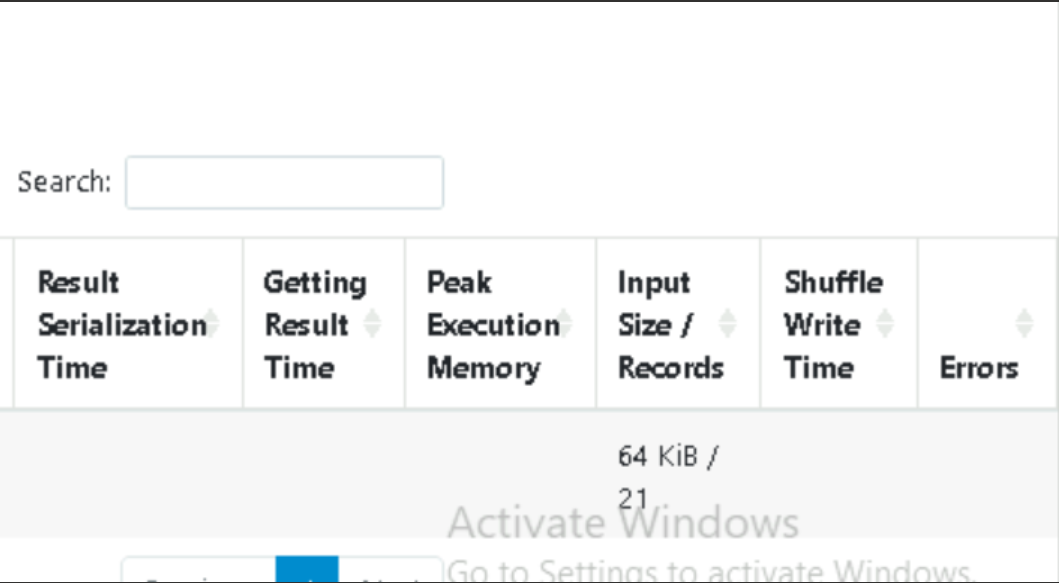 Search:
Result Serialization Time
Getting Result Time
Peak Execution Memory
Input Size / Records
Shuffle Write Time
Errors
64 KiB /
21
Activate Windows
Go to Settings to activate Windows.